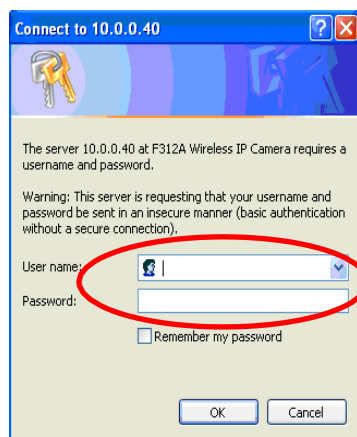 Connect to 10.0.0.40
The server 10.0.0.40 at F312A Wireless IP Camera requires a
username and password.
Warning: This server is requesting that your username and
password be sent in an insecure manner (basic authentication
without a secure connection).
User name:
Password:
Remember my password
OK Cancel